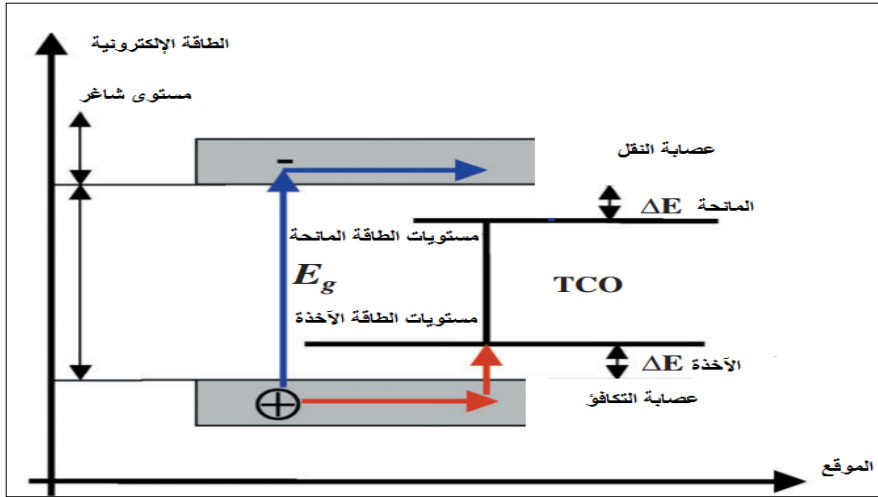 الطاقة الإلكترونية
مستوى شاغر
عصابة النقل
-
ΔE المانحة
مستويات الطاقة المانحة
E_g
TCO
مستويات الطاقة الآخذة
ΔE الآخذة
عصابة التكافؤ
+
الموقع